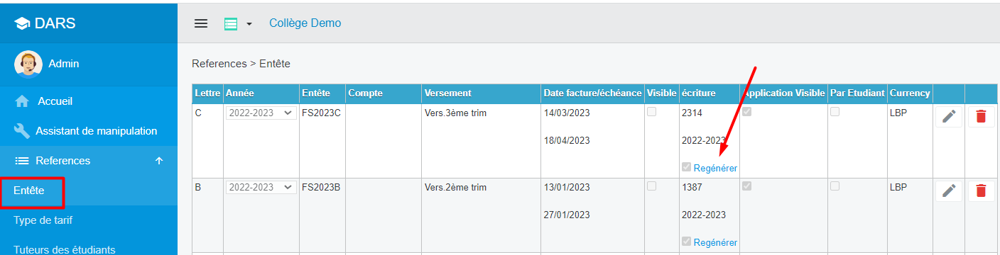 DARS
Collège Demo
Admin
Accueil
Assistant de manipulation
References
Entête
Type de tarif
Tuteurs des étudiants
References > Entête
Lettre Année Entête Compte Versement Date facture/échéance Visible écriture Application Visible Par Etudiant Currency
C 2022-2023 FS2023C Vers.3ème trim 14/03/2023 2314 LBP
18/04/2023 2022-2023
Regénérer
B 2022-2023 FS2023B Vers.2ème trim 13/01/2023 1387 LBP
27/01/2023 2022-2023
Regénérer